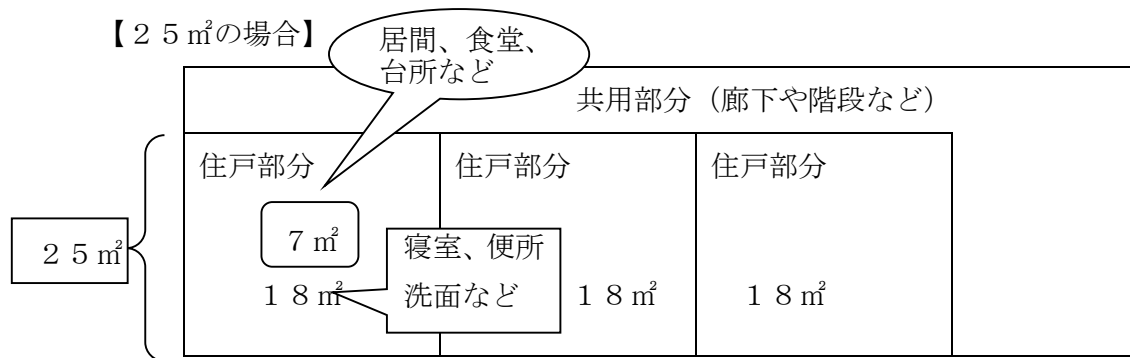 【２５㎡の場合】
居間、食堂、
台所など
共用部分（廊下や階段など）
住戸部分
住戸部分
住戸部分
２５㎡
７㎡
寝室、便所
洗面など
１８㎡
１８㎡
１８㎡